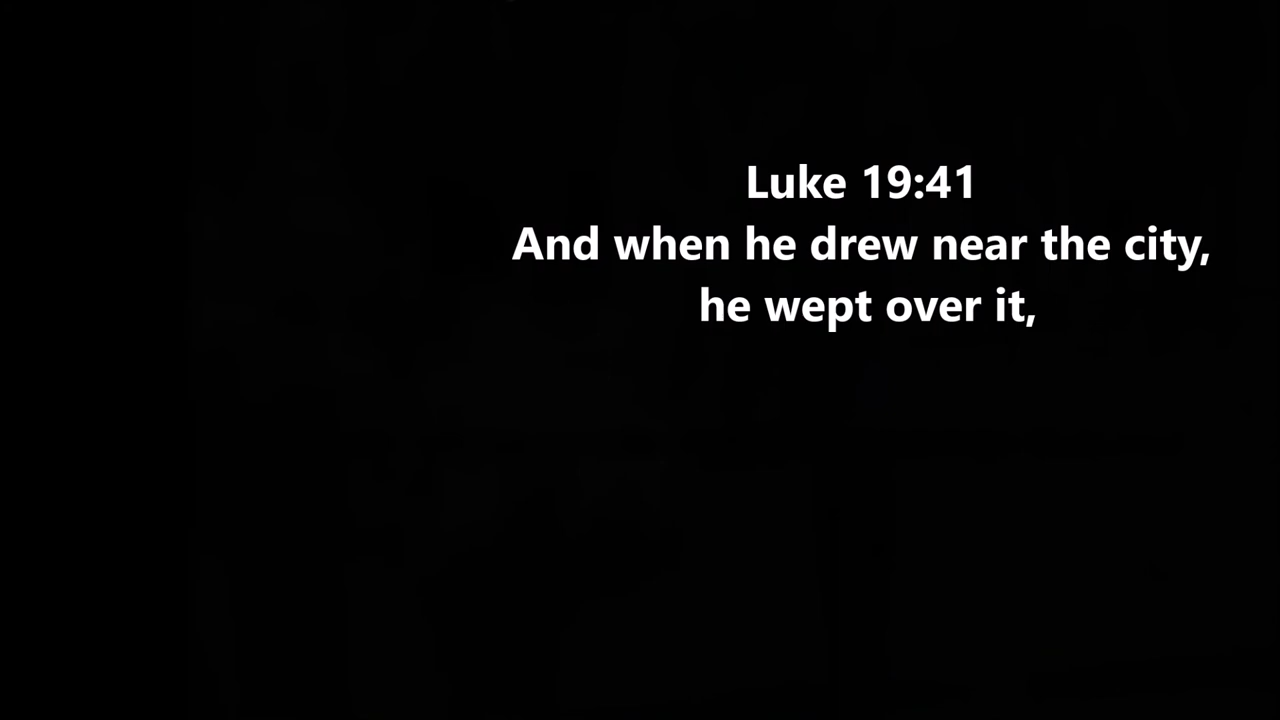 Luke 19:41
And when he drew near the city,
he wept over it,